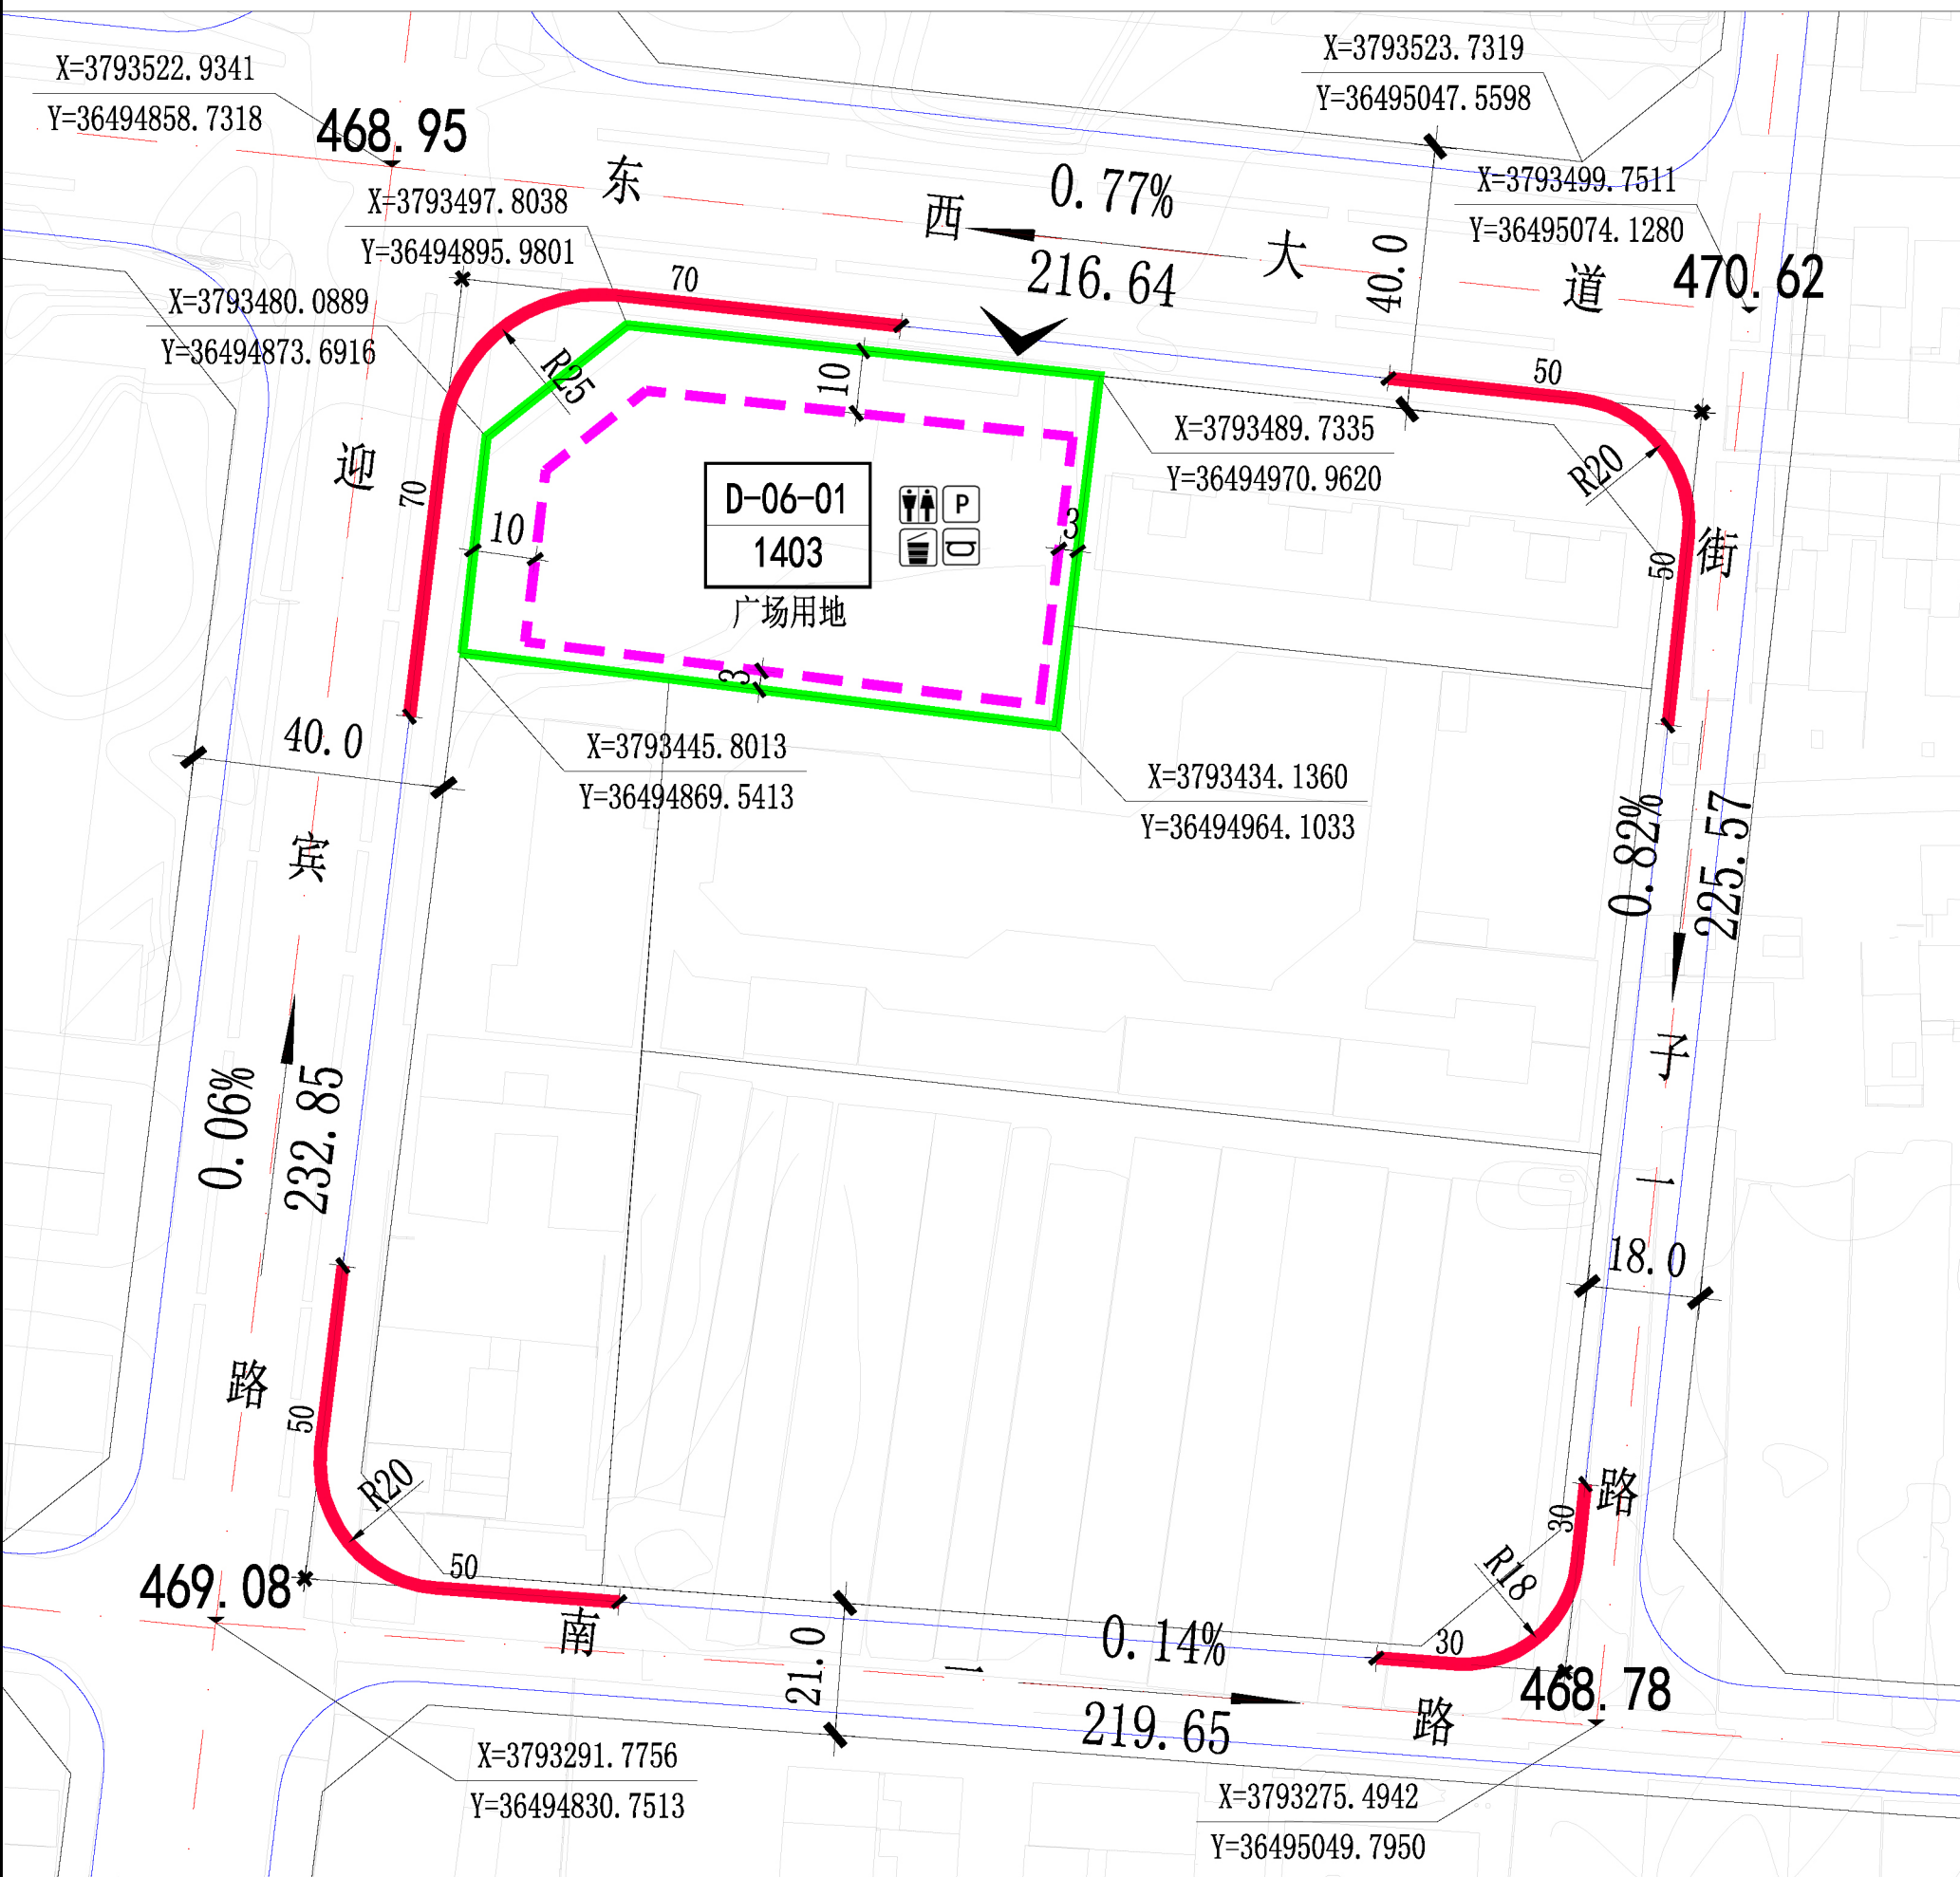 X=3793522.9341
Y=36494858.7318
468.95
X=3793523.7319
Y=36495047.5598
X=3793497.8038
Y=36494895.9801
东
西
大
道
0.77%
216.64
40.0
X=3793499.7511
Y=36495074.1280
470.62
X=3793480.0889
Y=36494873.6916
70
R25
10
50
R20
X=3793489.7335
Y=36494970.9620
迎
70
10
D-06-01
1403
广场用地
P
3
3
街
50
40.0
X=3793445.8013
Y=36494869.5413
X=3793434.1360
Y=36494964.1033
宾
0.82%
225.57
子
0.06%
232.85
一
18.0
路
50
R20
路
30
R18
469.08
50
南
一
路
21.0
0.14%
219.65
30
468.78
X=3793291.7756
Y=36494830.7513
X=3793275.4942
Y=36495049.7950